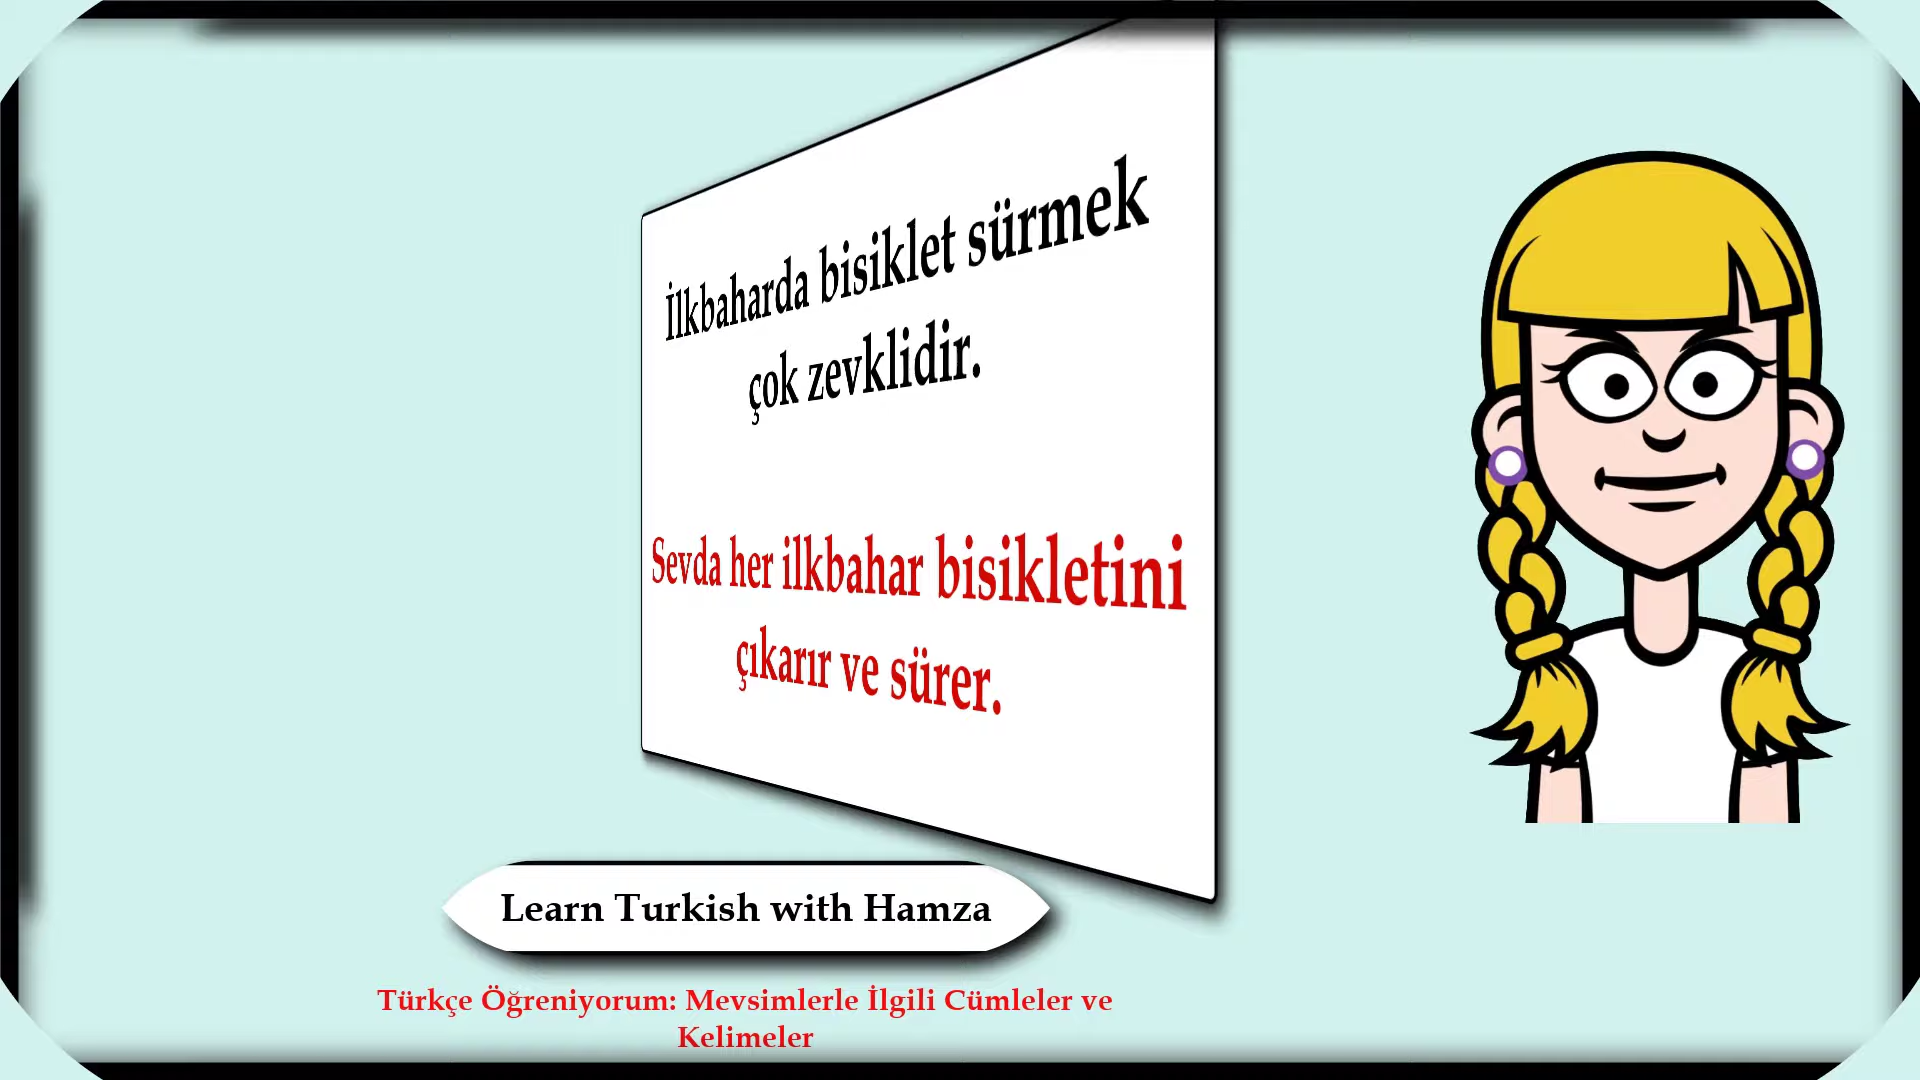 İlkbaharda bisiklet sürmek
çok zevklidir.
Sevda her ilkbahar bisikletini
çıkarır ve sürer.
Learn Turkish with Hamza
Türkçe Öğreniyorum: Mevsimlerle İlgili Cümleler ve
Kelimeler